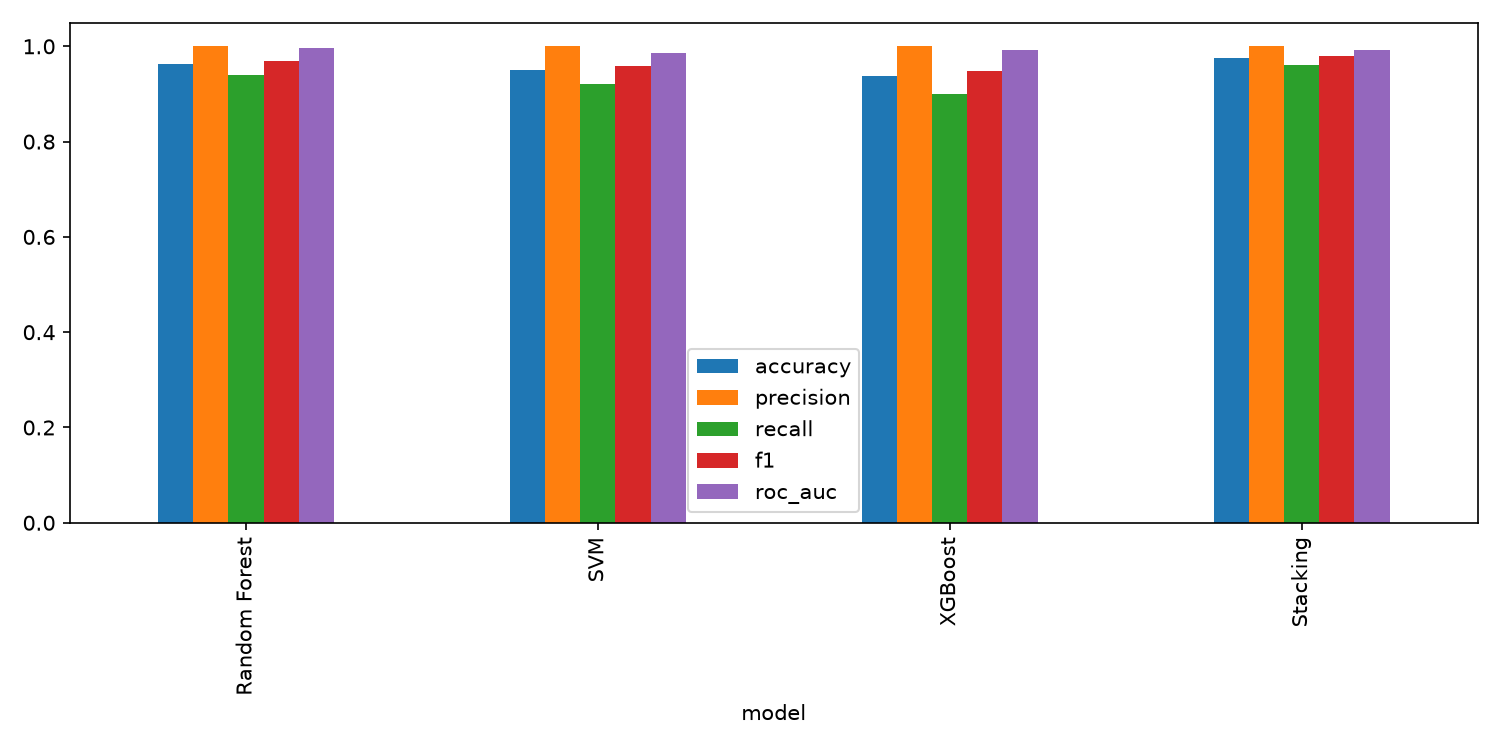 1.0
0.8
0.6
0.4
0.2
0.0
accuracy
precision
recall
f1
roc_auc
Random Forest
SVM
XGBoost
Stacking
model